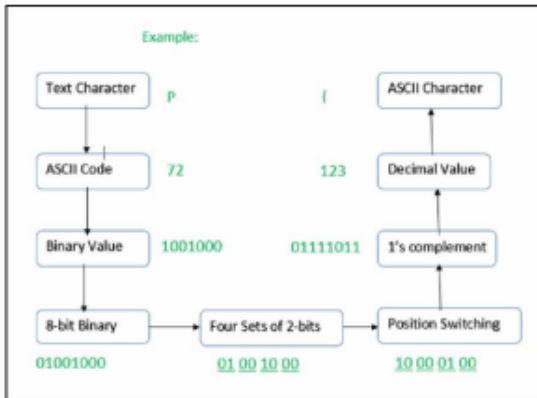 Example:
Text Character P { ASCII Character
ASCII Code 72 123 Decimal Value
Binary Value 1001000 01111011 1's complement
8-bit Binary Four Sets of 2-bits Position Switching
01001000 01 00 10 00 10 00 01 00